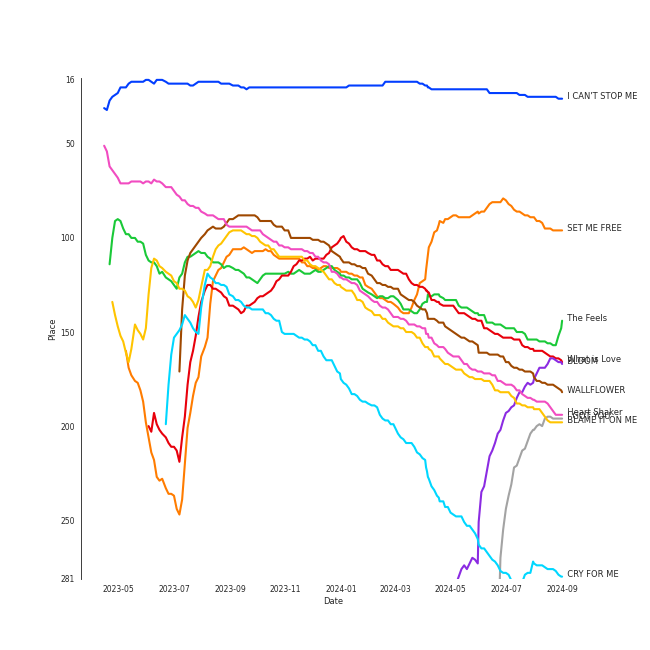 16
50
100
150
200
250
281
Place
2023-05
2023-07
2023-09
2023-11
2024-01
2024-03
2024-05
2024-07
2024-09
Date
I CAN'T STOP ME
SET ME FREE
The Feels
What is Love
BLOOM
WALLFLOWER
Heart Shaker
BLAME IT ON ME
CRY FOR ME